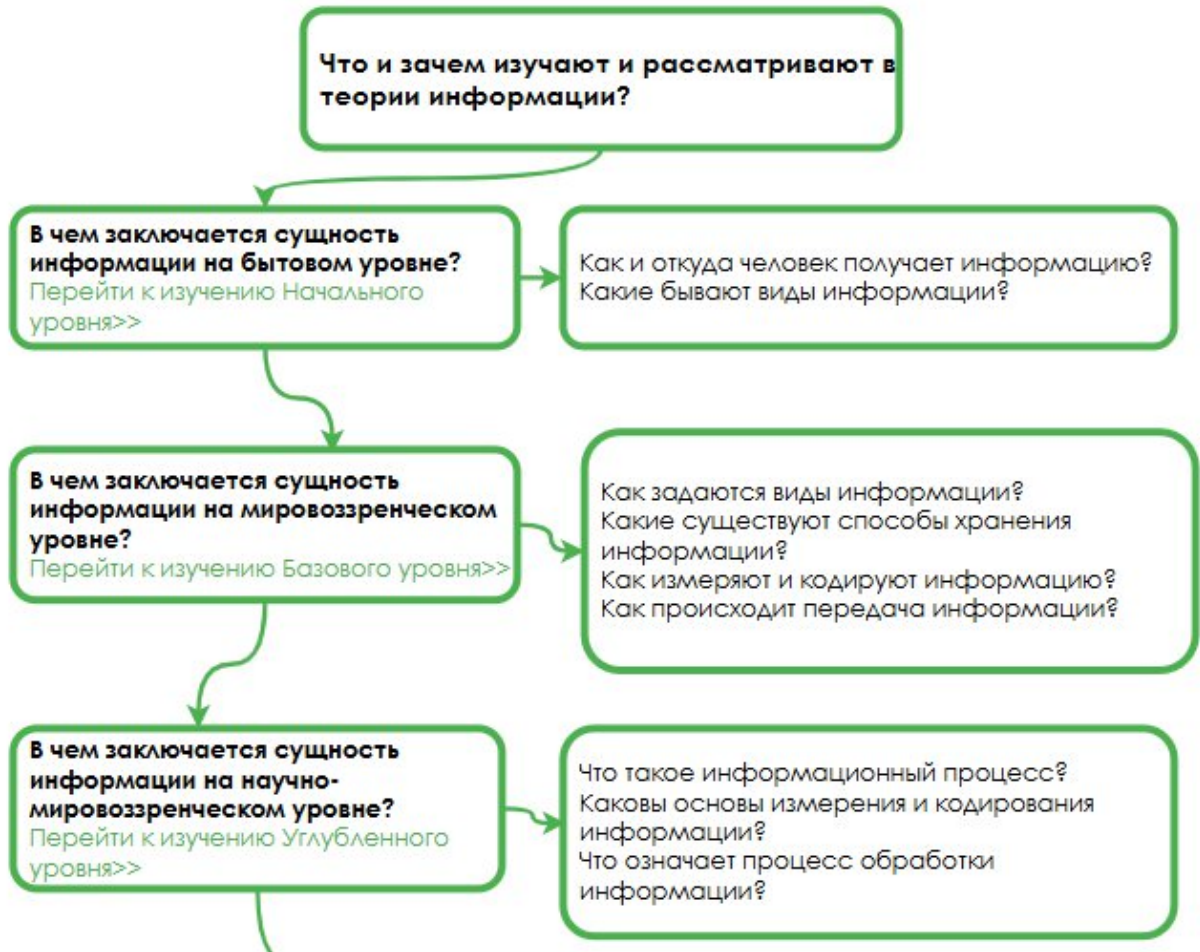 Что и зачем изучают и рассматривают в
теории информации?
В чем заключается сущность
информации на бытовом уровне?
Перейти к изучению Начального
уровня>>
Как и откуда человек получает информацию?
Какие бывают виды информации?
В чем заключается сущность
информации на мировоззренческом
уровне?
Перейти к изучению Базового уровня>>
Как задаются виды информации?
Какие существуют способы хранения
информации?
Как измеряют и кодируют информацию?
Как происходит передача информации?
В чем заключается сущность
информации на научно-
мировоззренческом уровне?
Перейти к изучению Углубленного
уровня>>
Что такое информационный процесс?
Каковы основы измерения и кодирования
информации?
Что означает процесс обработки
информации?